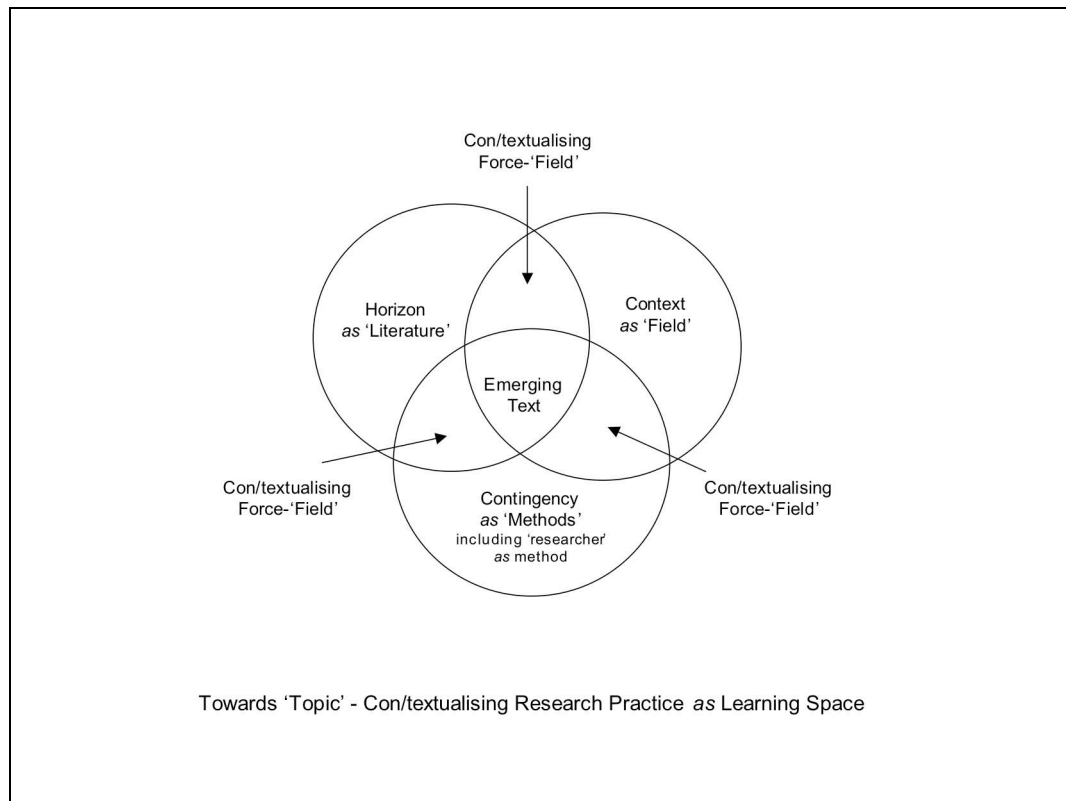 Con/textualising
Force-‘Field’
Horizon
as ‘Literature’
Context
as ‘Field’
Emerging
Text
Con/textualising
Force-‘Field’
Contingency
as ‘Methods’
including ‘researcher’
as method
Con/textualising
Force-‘Field’
Towards ‘Topic’ - Con/textualising Research Practice as Learning Space